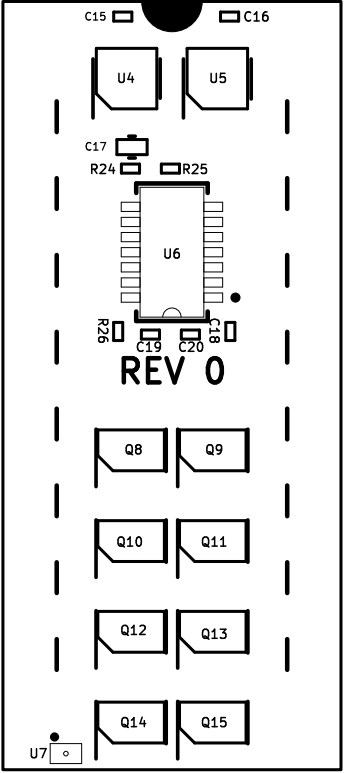 C15 C16
U4 U5
C17
R24 R25
U6
R26 C19 C20 C18
REV 0
Q8 Q9
Q10 Q11
Q12 Q13
Q14 Q15
U7